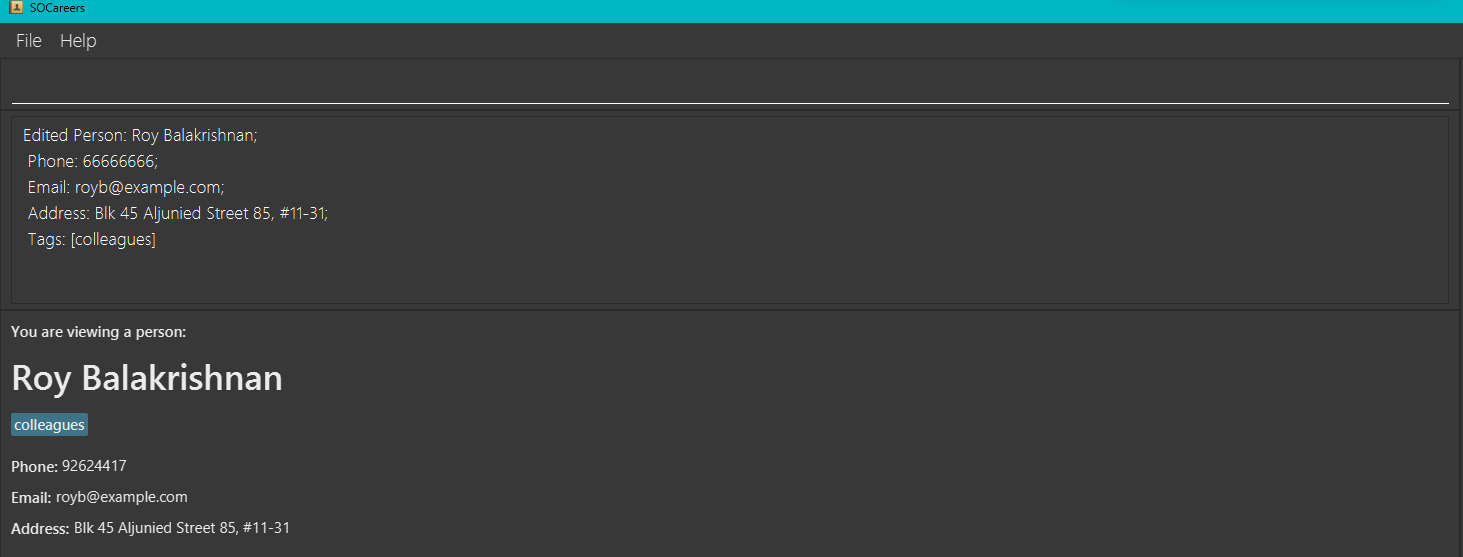 SOCareers
File Help
Edited Person: Roy Balakrishnan;
Phone: 66666666;
Email: royb@example.com;
Address: Blk 45 Aljunied Street 85, #11-31;
Tags: [colleagues]
You are viewing a person:
Roy Balakrishnan
colleagues
Phone: 92624417
Email: royb@example.com
Address: Blk 45 Aljunied Street 85, #11-31